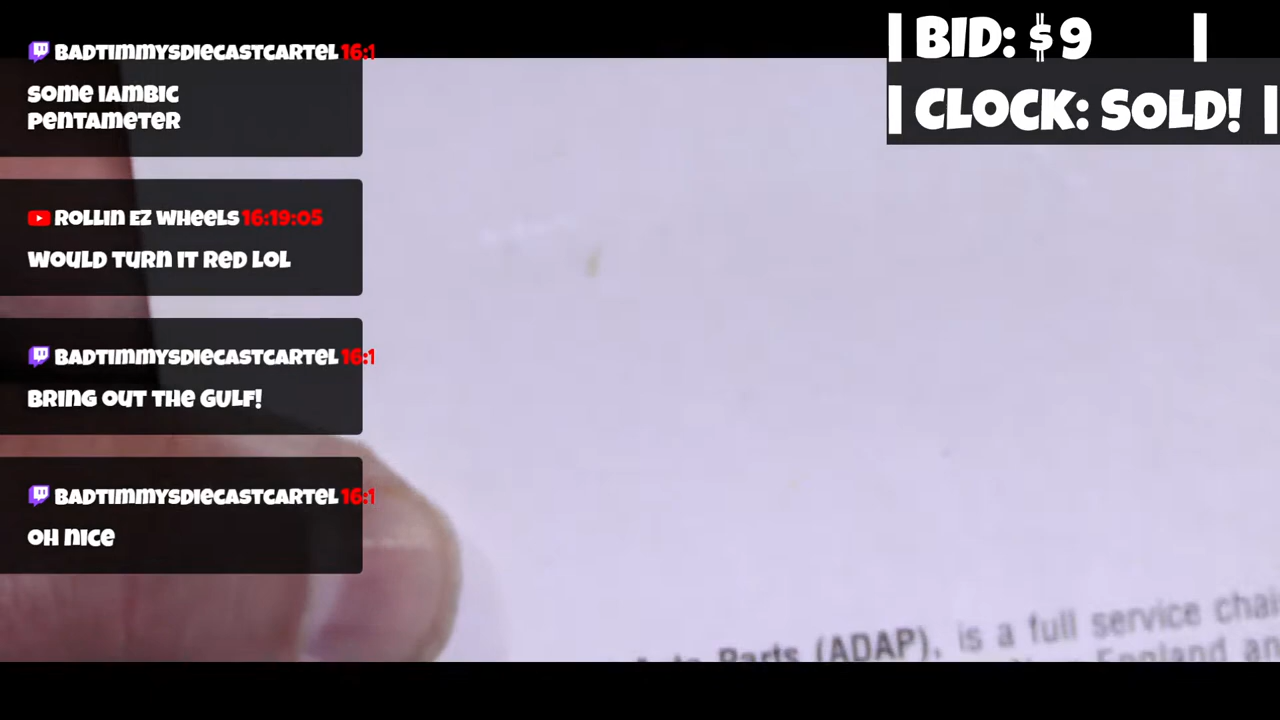 BADTIMMYSDIECASTCARTEL 16:1
SOME IAMBIC
PENTAMETER
ROLLIN EZ WHEELS 16:19:05
WOULD TURN IT RED LOL
BADTIMMYSDIECASTCARTEL 16:1
BRING OUT THE GULF!
BADTIMMYSDIECASTCARTEL 16:1
OH NICE
| BID: $9 |
| CLOCK: SOLD! |
Parts (ADAP), is a full service chai
England an